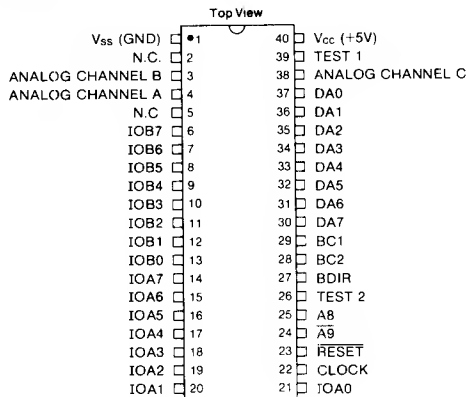 Top View
Vss (GND) 1 40 Vcc (+5V)
N.C. 2 39 TEST 1
ANALOG CHANNEL B 3 38 ANALOG CHANNEL C
ANALOG CHANNEL A 4 37 DA0
N.C 5 36 DA1
IOB7 6 35 DA2
IOB6 7 34 DA3
IOB5 8 33 DA4
IOB4 9 32 DA5
IOB3 10 31 DA6
IOB2 11 30 DA7
IOB1 12 29 BC1
IOB0 13 28 BC2
IOA7 14 27 BDIR
IOA6 15 26 TEST 2
IOA5 16 25 A8
IOA4 17 24 A9
IOA3 18 23 RESET
IOA2 19 22 CLOCK
IOA1 20 21 IOA0